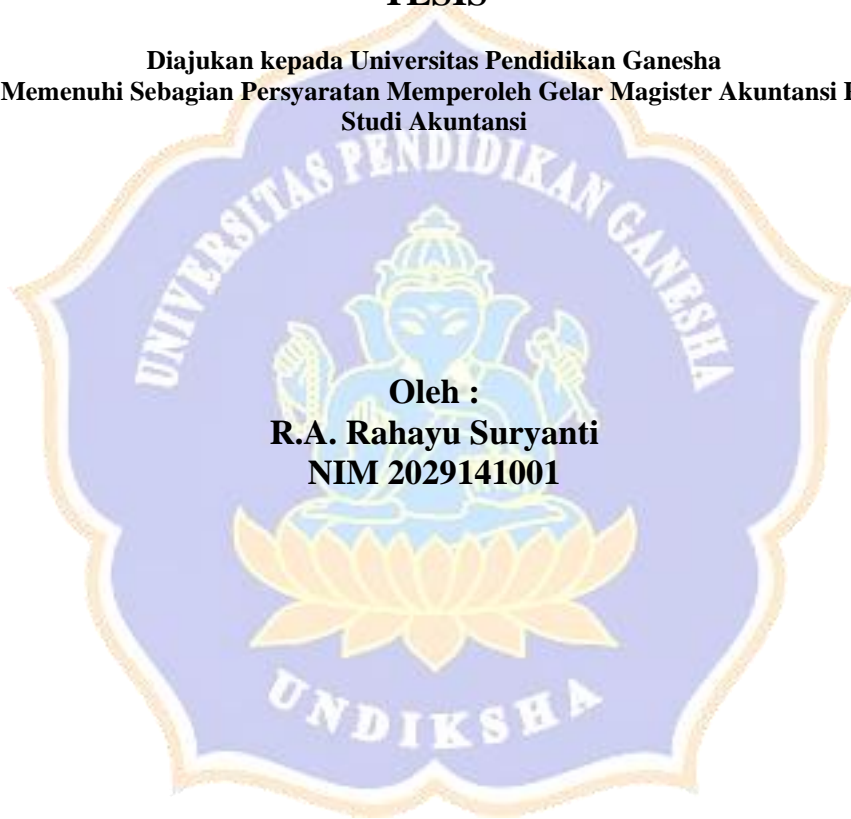 TESIS
Diajukan kepada Universitas Pendidikan Ganesha
Memenuhi Sebagian Persyaratan Memperoleh Gelar Magister Akuntansi
Studi Akuntansi
UNIVERSITAS PENDIDIKAN GANESHA
Oleh :
R.A. Rahayu Suryanti
NIM 2029141001
UNDIKSHA